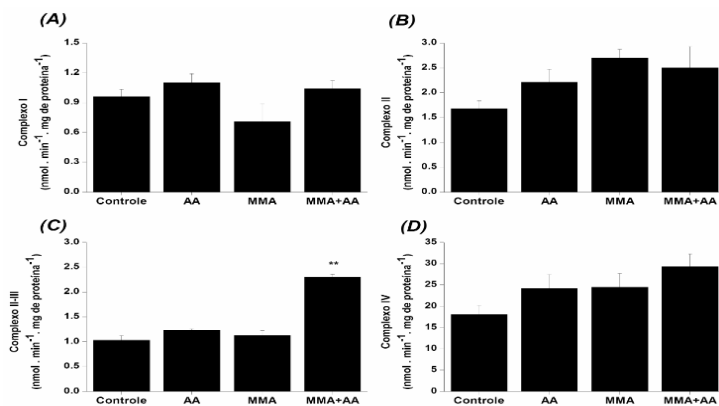 (A)
Complexo I
(nmol . min⁻¹ . mg de proteina⁻¹)
1.5
1.2
0.9
0.6
0.3
0.0
Controle AA MMA MMA+AA
(B)
Complexo II
(nmol . min⁻¹ . mg de proteina⁻¹)
3.0
2.5
2.0
1.5
1.0
0.5
0.0
Controle AA MMA MMA+AA
(C)
Complexo II-III
(nmol . min⁻¹ . mg de proteina⁻¹)
3.0
2.5
2.0
1.5
1.0
0.5
0.0
**
Controle AA MMA MMA+AA
(D)
Complexo IV
(nmol . min⁻¹ . mg de proteina⁻¹)
35
30
25
20
15
10
5
0
Controle AA MMA MMA+AA